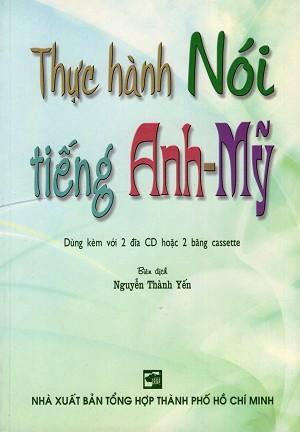 Thực hành Nói
tiếng Anh-Mỹ
Dùng kèm với 2 đĩa CD hoặc 2 băng cassette
Biên dịch
Nguyễn Thành Yến
NHÀ XUẤT BẢN TỔNG HỢP THÀNH PHỐ HỒ CHÍ MINH